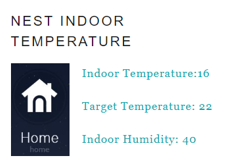 NEST INDOOR
TEMPERATURE
Indoor Temperature:16
Target Temperature: 22
Indoor Humidity: 40
Home
home